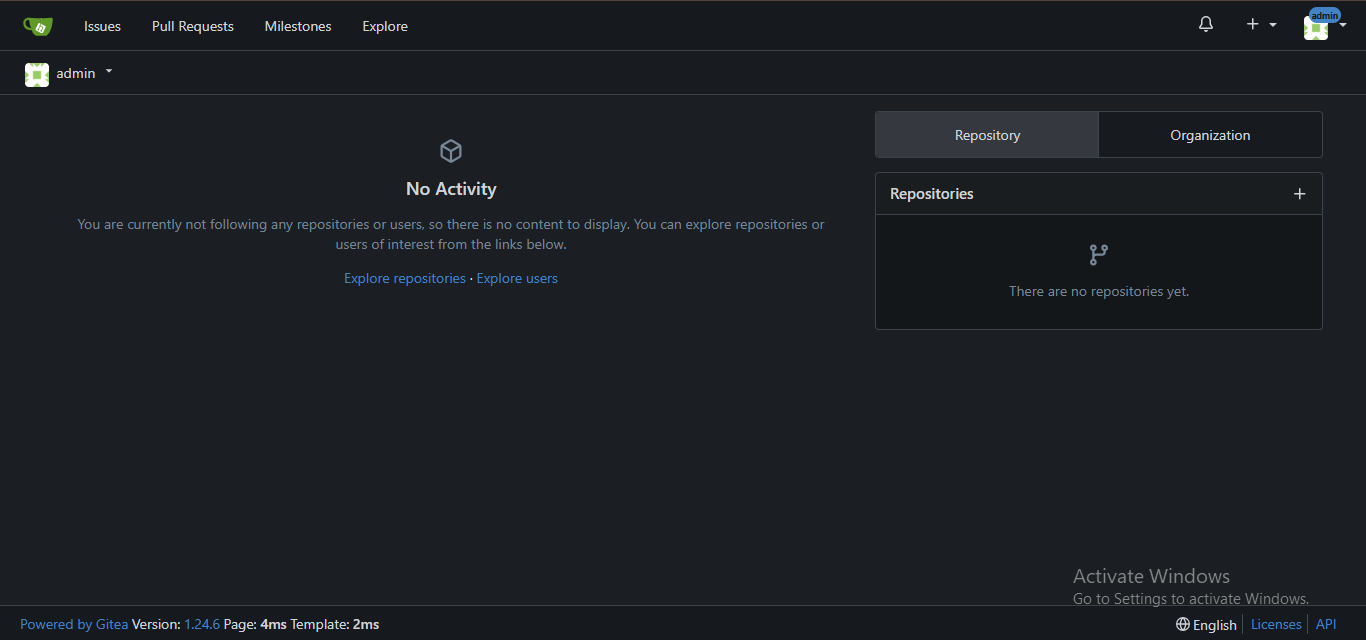 Issues Pull Requests Milestones Explore admin
admin
Repository Organization
No Activity
You are currently not following any repositories or users, so there is no content to display. You can explore repositories or
users of interest from the links below.
Explore repositories · Explore users
Repositories
There are no repositories yet.
Activate Windows
Go to Settings to activate Windows.
Powered by Gitea Version: 1.24.6 Page: 4ms Template: 2ms English Licenses API